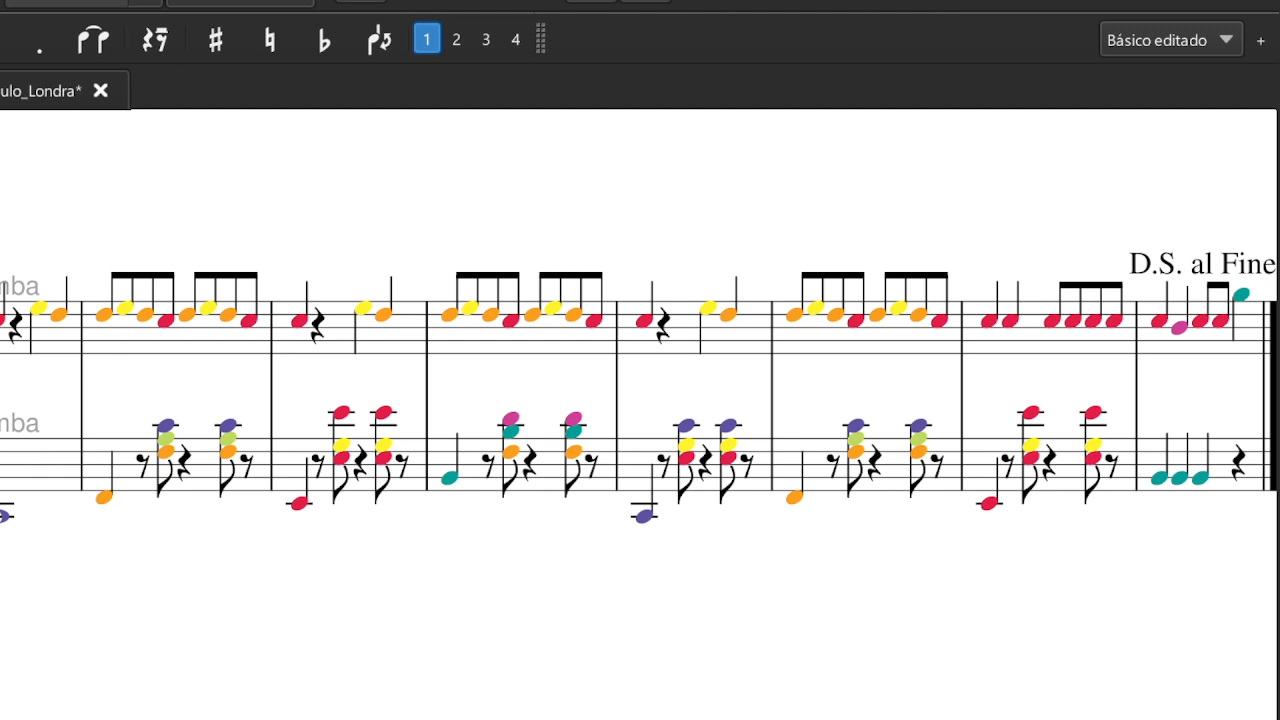 1 2 3 4
Básico editado
+
ulo_Londra*
D.S. al Fine
mba
mba